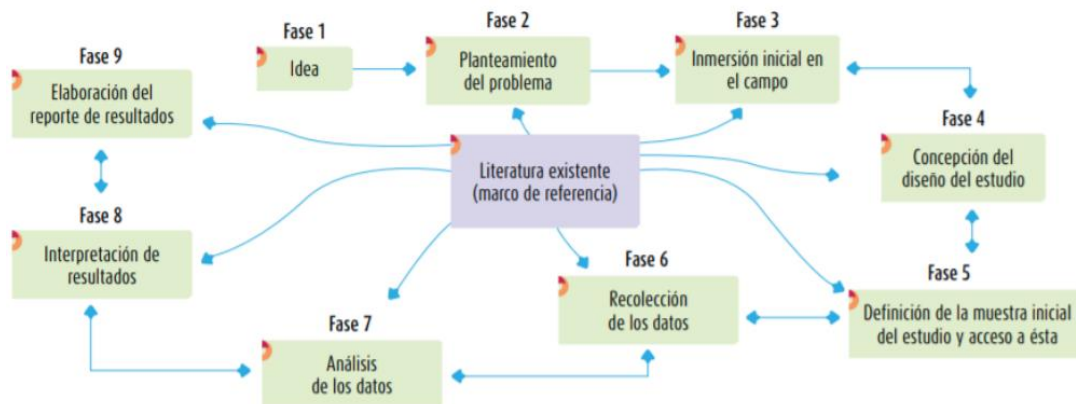 Fase 1
Idea
Fase 2
Planteamiento
del problema
Fase 3
Inmersión inicial en
el campo
Fase 4
Concepción del
diseño del estudio
Fase 5
Definición de la muestra inicial
del estudio y acceso a ésta
Fase 6
Recolección
de los datos
Fase 7
Análisis
de los datos
Fase 8
Interpretación de
resultados
Fase 9
Elaboración del
reporte de resultados
Literatura existente
(marco de referencia)